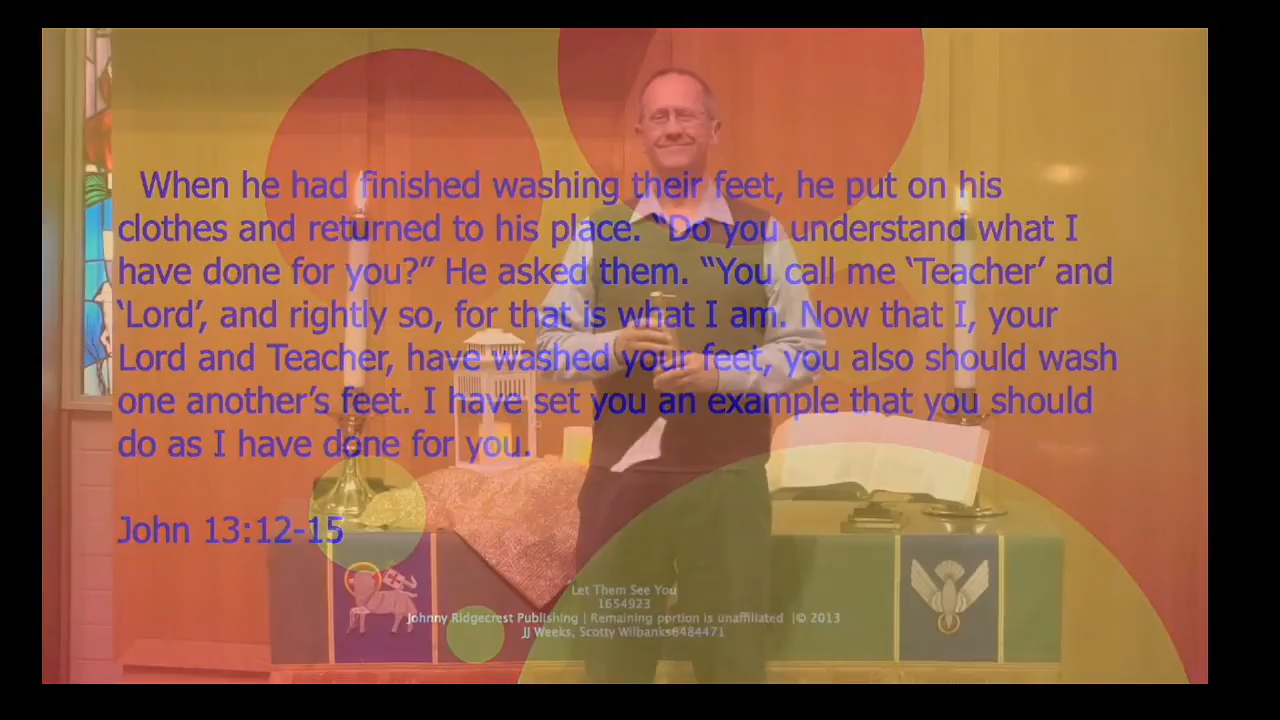 When he had finished washing their feet, he put on his
clothes and returned to his place. “Do you understand what I
have done for you?” He asked them. “You call me ‘Teacher’ and
‘Lord’, and rightly so, for that is what I am. Now that I, your
Lord and Teacher, have washed your feet, you also should wash
one another’s feet. I have set you an example that you should
do as I have done for you.
John 13:12-15
Let Them See You
1654923
Johnny Ridgecrest Publishing | Remaining portion is unaffiliated |© 2013
JJ Weeks, Scotty Wilbanks6484471